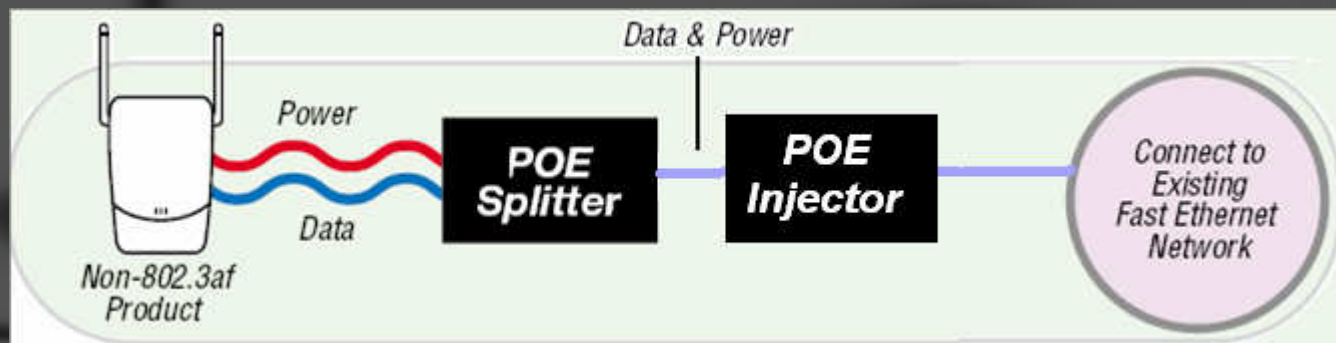 Data & Power
Power
Data
Non-802.3af
Product
POE
Splitter
POE
Injector
Connect to
Existing
Fast Ethernet
Network